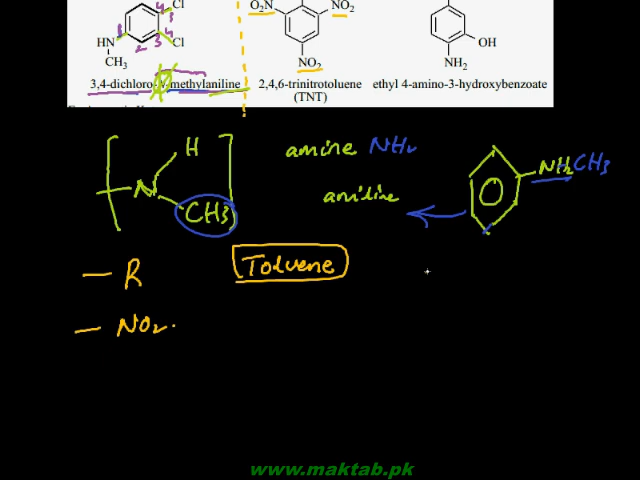 Cl
O₂N NO₂
HN Cl OH
CH₃ NO₂ NH₂
3,4-dichloro-N-methylaniline 2,4,6-trinitrotoluene ethyl 4-amino-3-hydroxybenzoate
(TNT)
H amine NH₂
N CH3 aniline NH₂CH3
— R Toluene
— NO₂.
www.maktab.pk